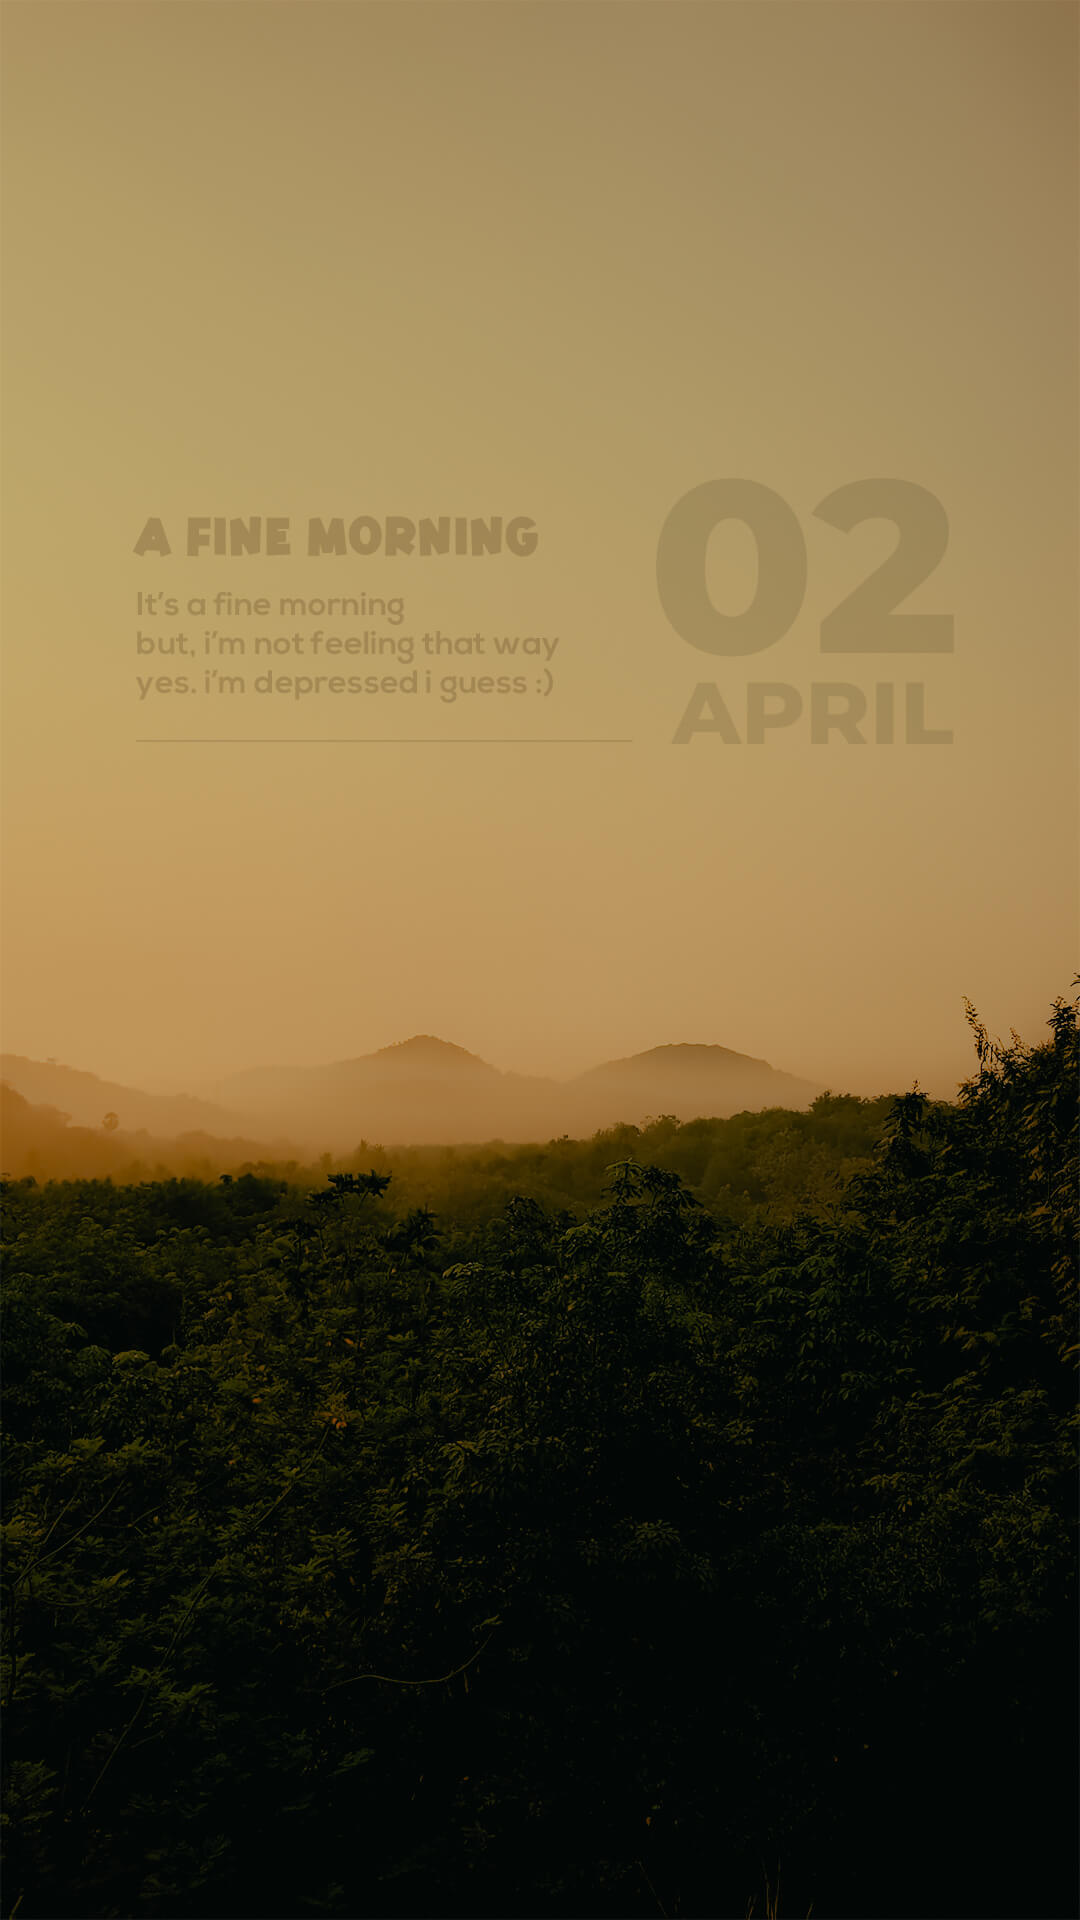 A FINE MORNING
It's a fine morning
but, i'm not feeling that way
yes. i'm depressed i guess :)
02
APRIL